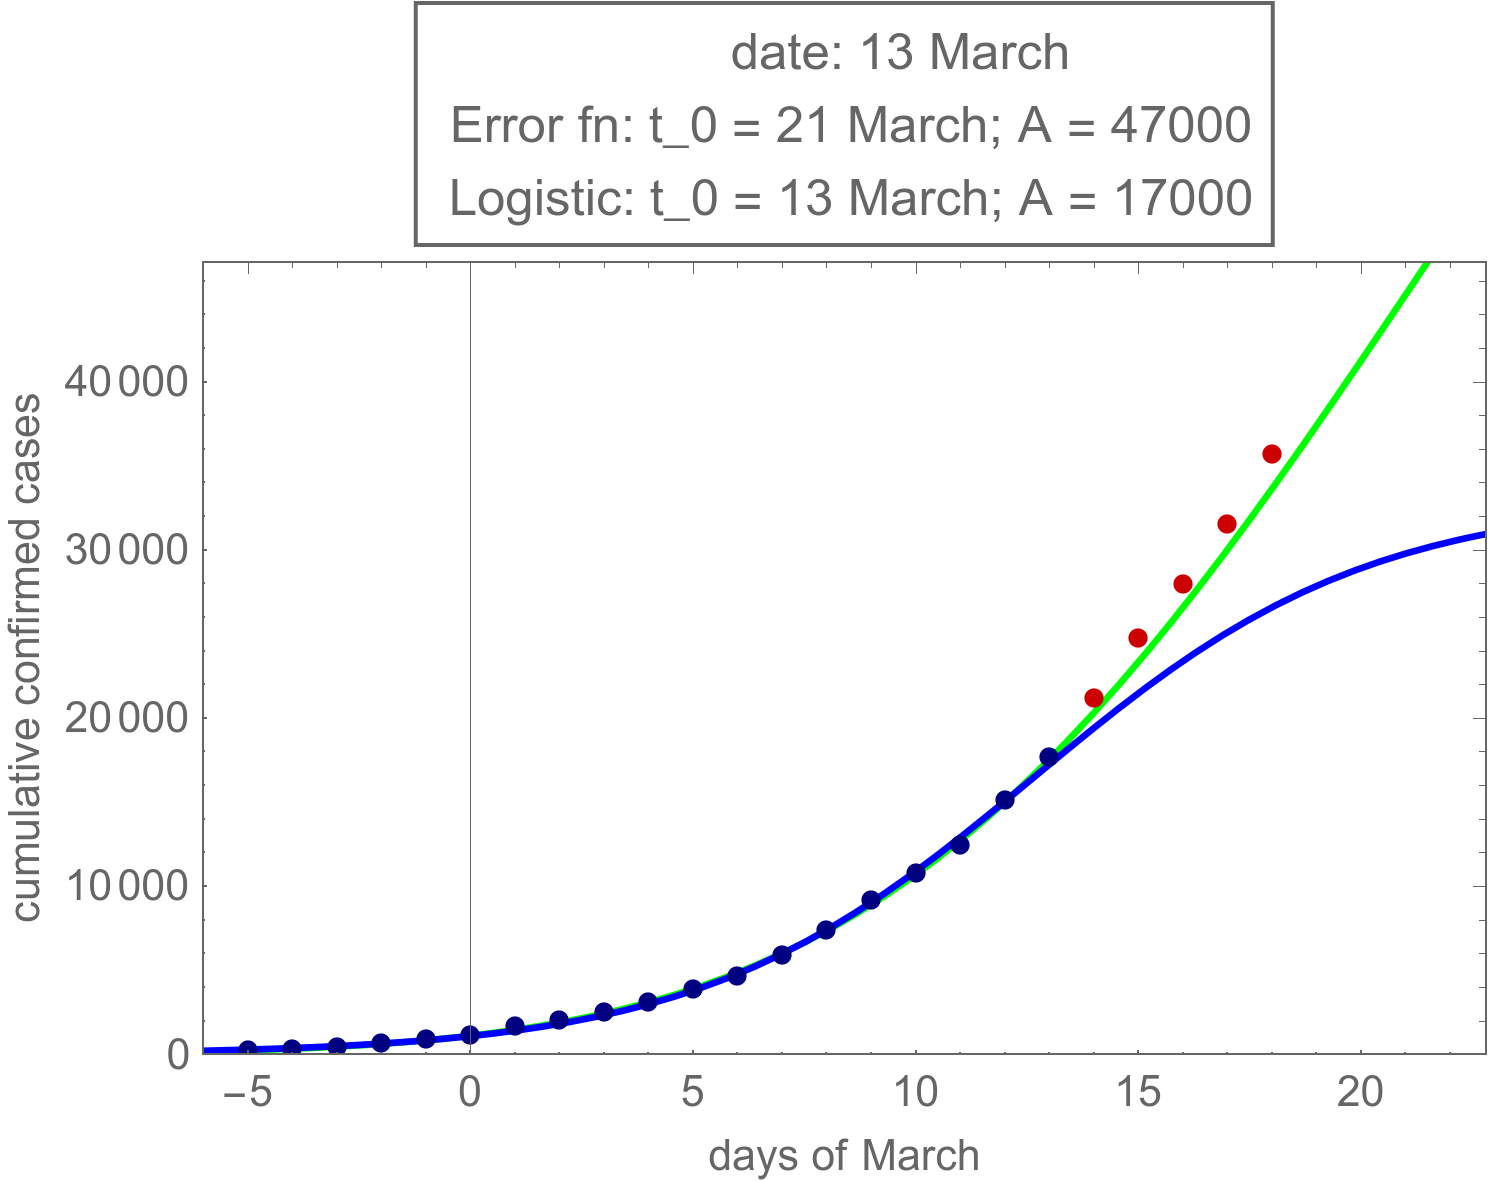 date: 13 March
Error fn: t_0 = 21 March; A = 47000
Logistic: t_0 = 13 March; A = 17000
cumulative confirmed cases
40 000
30 000
20 000
10 000
0
−5 0 5 10 15 20
days of March